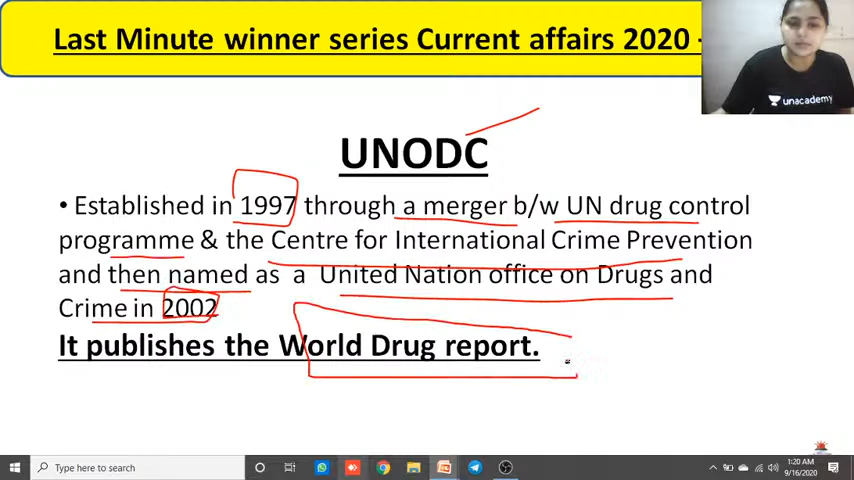 Last Minute winner series Current affairs 2020 -
unacademy
UNODC
• Established in 1997 through a merger b/w UN drug control
programme & the Centre for International Crime Prevention
and then named as a United Nation office on Drugs and
Crime in 2002
It publishes the World Drug report.
Type here to search
1:20 AM
9/16/2020